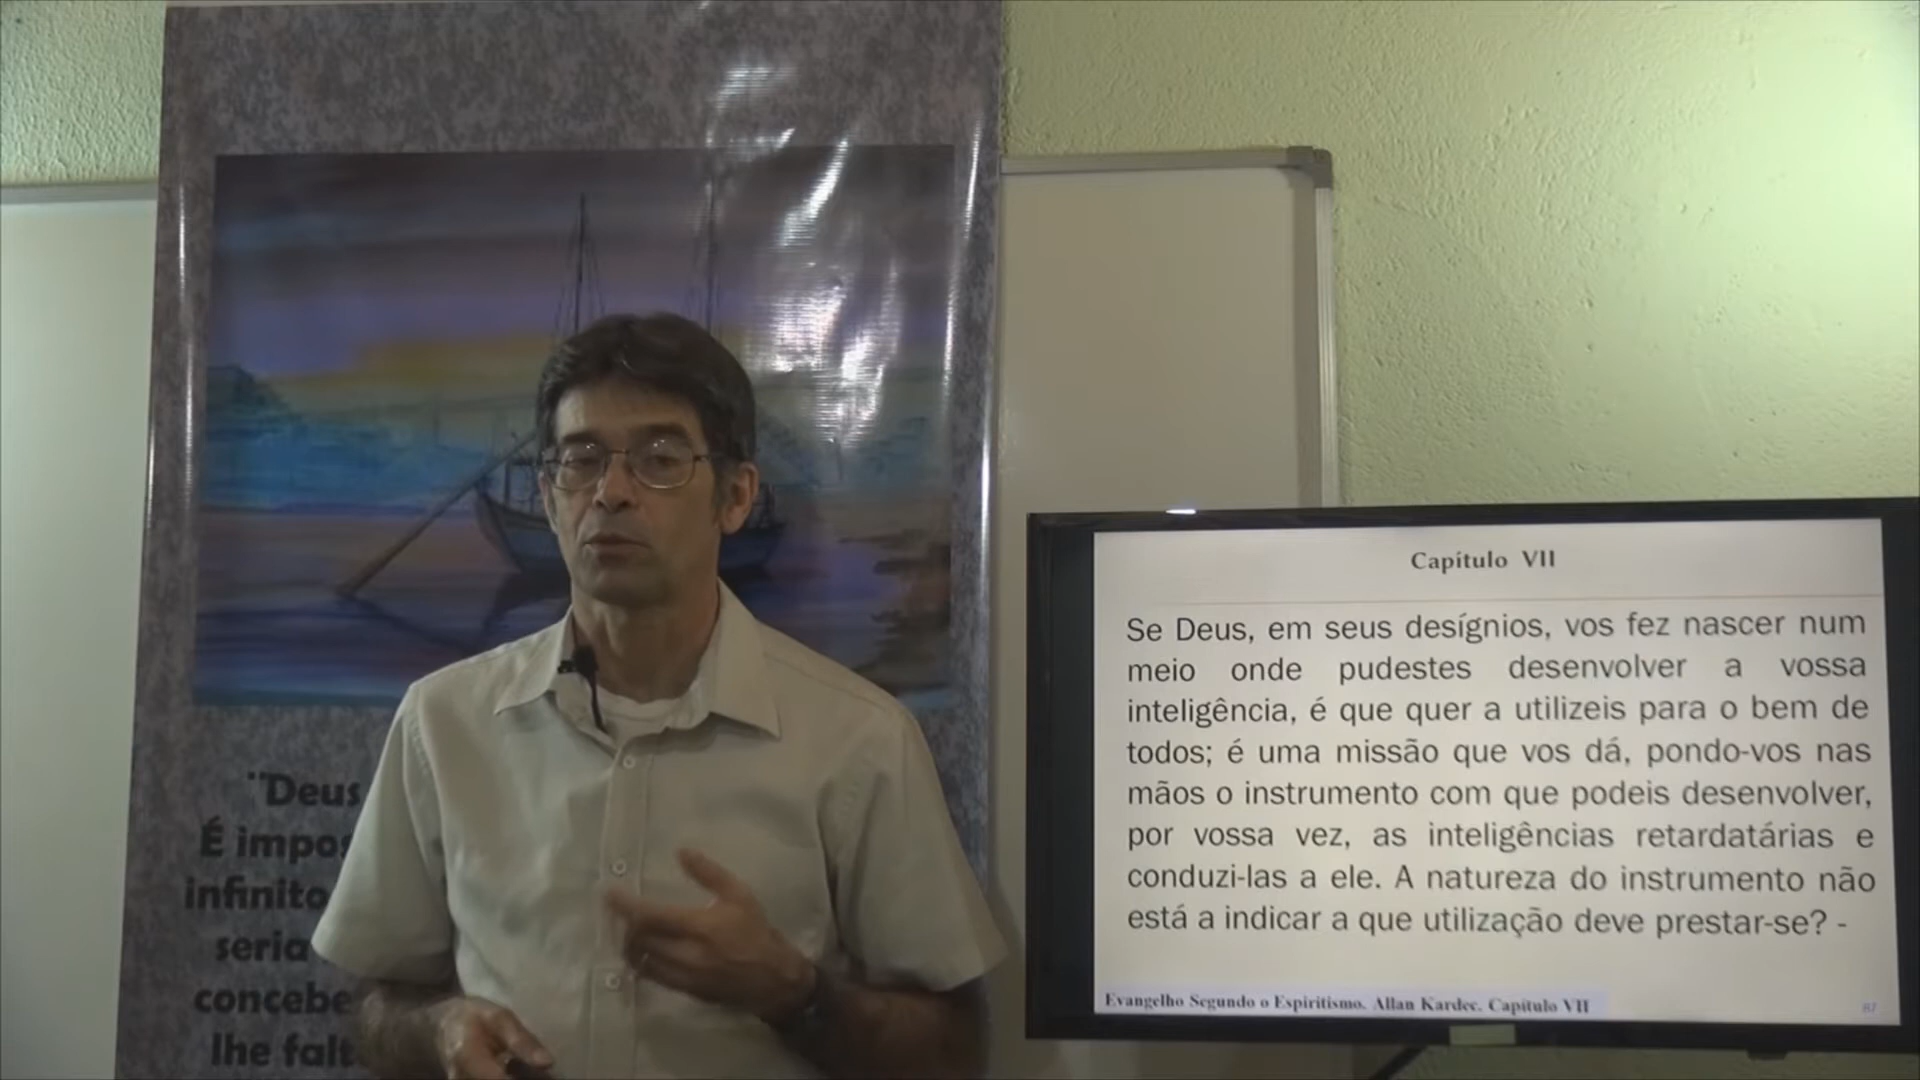 ¨Deus
É impos
infinito
seria
concebe
lhe falt
Capítulo VII
Se Deus, em seus desígnios, vos fez nascer num
meio onde pudestes desenvolver a vossa
inteligência, é que quer a utilizeis para o bem de
todos; é uma missão que vos dá, pondo-vos nas
mãos o instrumento com que podeis desenvolver,
por vossa vez, as inteligências retardatárias e
conduzi-las a ele. A natureza do instrumento não
está a indicar a que utilização deve prestar-se? -
Evangelho Segundo o Espiritismo. Allan Kardec. Capítulo VII
67